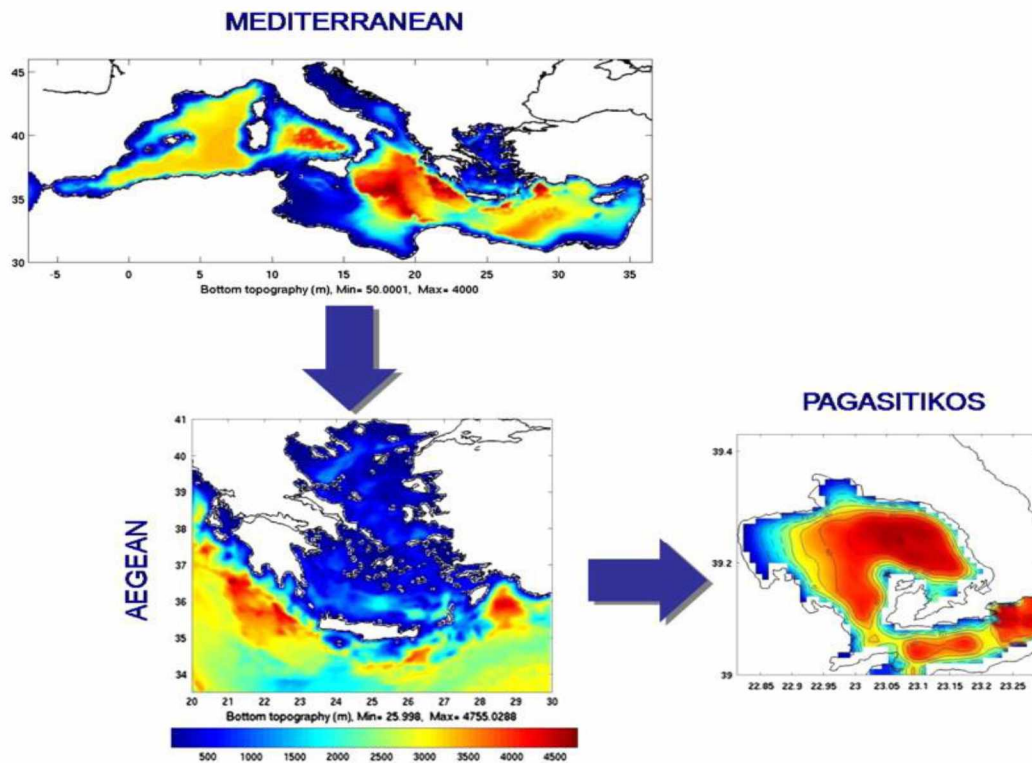 MEDITERRANEAN
45
40
35
30
-5 0 5 10 15 20 25 30 35
Bottom topography (m), Min= 50.0001, Max= 4000
PAGASITIKOS
AEGEAN
41
40
39
38
37
36
35
34
20 21 22 23 24 25 26 27 28 29 30
Bottom topography (m), Min= 25.998, Max= 4755.0288
500 1000 1500 2000 2500 3000 3500 4000 4500
39.4
39.2
39
22.85 22.9 22.95 23 23.05 23.1 23.15 23.2 23.25